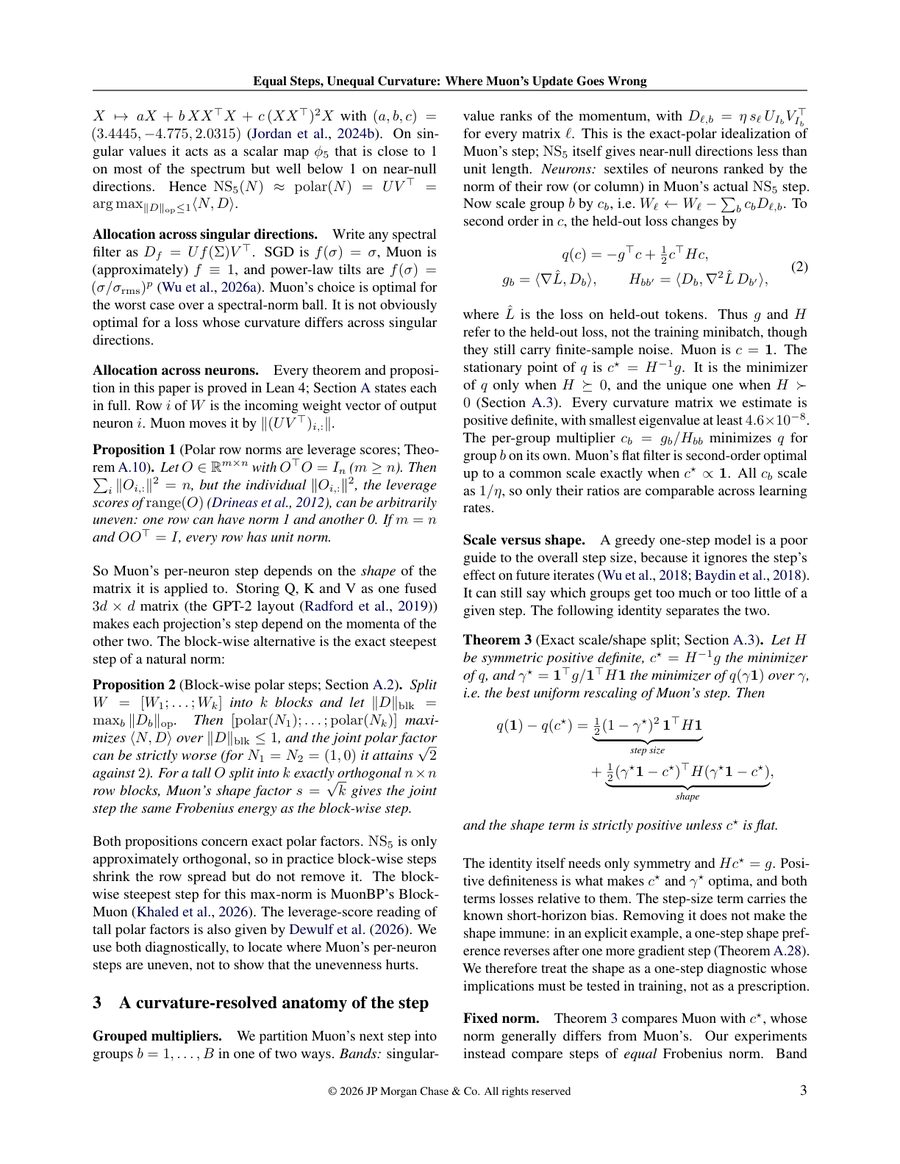 Equal Steps, Unequal Curvature: Where Muon's Update Goes Wrong
X ↦ aX + b XX⊤X + c (XX⊤)²X with (a, b, c) =
(3.4445, −4.775, 2.0315) (Jordan et al., 2024b). On sin-
gular values it acts as a scalar map ϕ₅ that is close to 1
on most of the spectrum but well below 1 on near-null
directions. Hence NS₅(N) ≈ polar(N) = UV⊤ =
arg max‖D‖op≤1⟨N, D⟩.
Allocation across singular directions. Write any spectral
filter as D_f = Uf(Σ)V⊤. SGD is f(σ) = σ, Muon is
(approximately) f ≡ 1, and power-law tilts are f(σ) =
(σ/σrms)^p (Wu et al., 2026a). Muon's choice is optimal for
the worst case over a spectral-norm ball. It is not obviously
optimal for a loss whose curvature differs across singular
directions.
Allocation across neurons. Every theorem and proposi-
tion in this paper is proved in Lean 4; Section A states each
in full. Row i of W is the incoming weight vector of output
neuron i. Muon moves it by ‖(UV⊤)i,:‖.
Proposition 1 (Polar row norms are leverage scores; Theo-
rem A.10). Let O ∈ ℝ^{m×n} with O⊤O = I_n (m ≥ n). Then
∑_i ‖O_{i,:}‖² = n, but the individual ‖O_{i,:}‖², the leverage
scores of range(O) (Drineas et al., 2012), can be arbitrarily
uneven: one row can have norm 1 and another 0. If m = n
and OO⊤ = I, every row has unit norm.
So Muon's per-neuron step depends on the shape of the
matrix it is applied to. Storing Q, K and V as one fused
3d × d matrix (the GPT-2 layout (Radford et al., 2019))
makes each projection's step depend on the momenta of the
other two. The block-wise alternative is the exact steepest
step of a natural norm:
Proposition 2 (Block-wise polar steps; Section A.2). Split
W = [W₁; . . . ; W_k] into k blocks and let ‖D‖blk =
max_b ‖D_b‖op. Then [polar(N₁); . . . ; polar(N_k)] maxi-
mizes ⟨N, D⟩ over ‖D‖blk ≤ 1, and the joint polar factor
can be strictly worse (for N₁ = N₂ = (1, 0) it attains √2
against 2). For a tall O split into k exactly orthogonal n × n
row blocks, Muon's shape factor s = √k gives the joint
step the same Frobenius energy as the block-wise step.
Both propositions concern exact polar factors. NS₅ is only
approximately orthogonal, so in practice block-wise steps
shrink the row spread but do not remove it. The block-
wise steepest step for this max-norm is MuonBP's Block-
Muon (Khaled et al., 2026). The leverage-score reading of
tall polar factors is also given by Dewulf et al. (2026). We
use both diagnostically, to locate where Muon's per-neuron
steps are uneven, not to show that the unevenness hurts.
3 A curvature-resolved anatomy of the step
Grouped multipliers. We partition Muon's next step into
groups b = 1, . . . , B in one of two ways. Bands: singular-
value ranks of the momentum, with D_{ℓ,b} = η s_ℓ U_{I_b} V⊤_{I_b}
for every matrix ℓ. This is the exact-polar idealization of
Muon's step; NS₅ itself gives near-null directions less than
unit length. Neurons: sextiles of neurons ranked by the
norm of their row (or column) in Muon's actual NS₅ step.
Now scale group b by c_b, i.e. W_ℓ ← W_ℓ − ∑_b c_b D_{ℓ,b}. To
second order in c, the held-out loss changes by
q(c) = −g⊤c + ½c⊤Hc,
g_b = ⟨∇L̂, D_b⟩, H_{bb′} = ⟨D_b, ∇²L̂ D_{b′}⟩, (2)
where L̂ is the loss on held-out tokens. Thus g and H
refer to the held-out loss, not the training minibatch, though
they still carry finite-sample noise. Muon is c = 1. The
stationary point of q is c⋆ = H⁻¹g. It is the minimizer
of q only when H ⪰ 0, and the unique one when H ≻
0 (Section A.3). Every curvature matrix we estimate is
positive definite, with smallest eigenvalue at least 4.6×10⁻⁸.
The per-group multiplier c_b = g_b/H_{bb} minimizes q for
group b on its own. Muon's flat filter is second-order optimal
up to a common scale exactly when c⋆ ∝ 1. All c_b scale
as 1/η, so only their ratios are comparable across learning
rates.
Scale versus shape. A greedy one-step model is a poor
guide to the overall step size, because it ignores the step's
effect on future iterates (Wu et al., 2018; Baydin et al., 2018).
It can still say which groups get too much or too little of a
given step. The following identity separates the two.
Theorem 3 (Exact scale/shape split; Section A.3). Let H
be symmetric positive definite, c⋆ = H⁻¹g the minimizer
of q, and γ⋆ = 1⊤g/1⊤H1 the minimizer of q(γ1) over γ,
i.e. the best uniform rescaling of Muon's step. Then
q(1) − q(c⋆) = ½(1 − γ⋆)² 1⊤H1
step size
+ ½(γ⋆1 − c⋆)⊤H(γ⋆1 − c⋆),
shape
and the shape term is strictly positive unless c⋆ is flat.
The identity itself needs only symmetry and Hc⋆ = g. Posi-
tive definiteness is what makes c⋆ and γ⋆ optima, and both
terms losses relative to them. The step-size term carries the
known short-horizon bias. Removing it does not make the
shape immune: in an explicit example, a one-step shape pref-
erence reverses after one more gradient step (Theorem A.28).
We therefore treat the shape as a one-step diagnostic whose
implications must be tested in training, not as a prescription.
Fixed norm. Theorem 3 compares Muon with c⋆, whose
norm generally differs from Muon's. Our experiments
instead compare steps of equal Frobenius norm. Band
© 2026 JP Morgan Chase & Co. All rights reserved
3